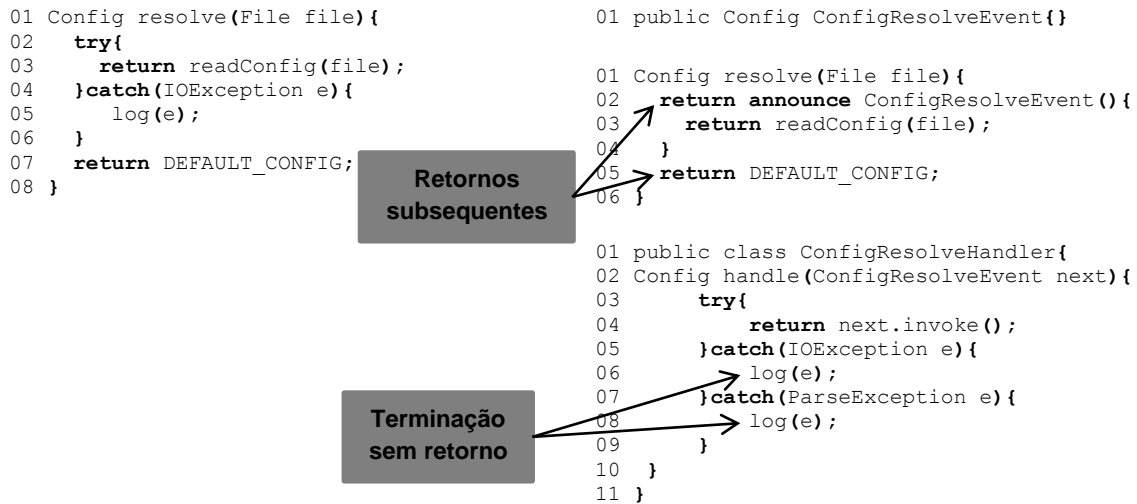 01 Config resolve(File file){
02   try{
03     return readConfig(file);
04   }catch(IOException e){
05      log(e);
06   }
07   return DEFAULT_CONFIG;
08 }
01 public Config ConfigResolveEvent{}
01 Config resolve(File file){
02   return announce ConfigResolveEvent(){
03     return readConfig(file);
04   }
05   return DEFAULT_CONFIG;
06 }
Retornos
subsequentes
01 public class ConfigResolveHandler{
02 Config handle(ConfigResolveEvent next){
03      try{
04          return next.invoke();
05      }catch(IOException e){
06          log(e);
07      }catch(ParseException e){
08          log(e);
09      }
10  }
11 }
Terminação
sem retorno